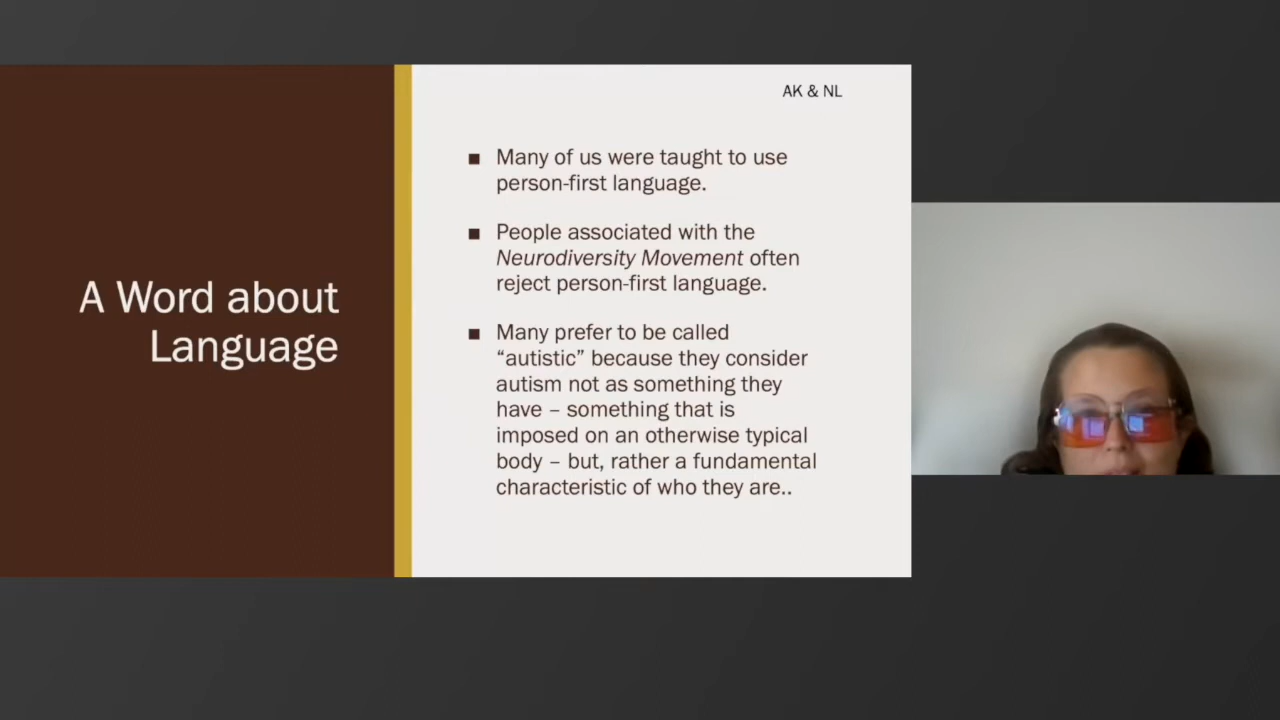 A Word about
Language
AK & NL
■ Many of us were taught to use
person-first language.
■ People associated with the
Neurodiversity Movement often
reject person-first language.
■ Many prefer to be called
“autistic” because they consider
autism not as something they
have – something that is
imposed on an otherwise typical
body – but, rather a fundamental
characteristic of who they are..